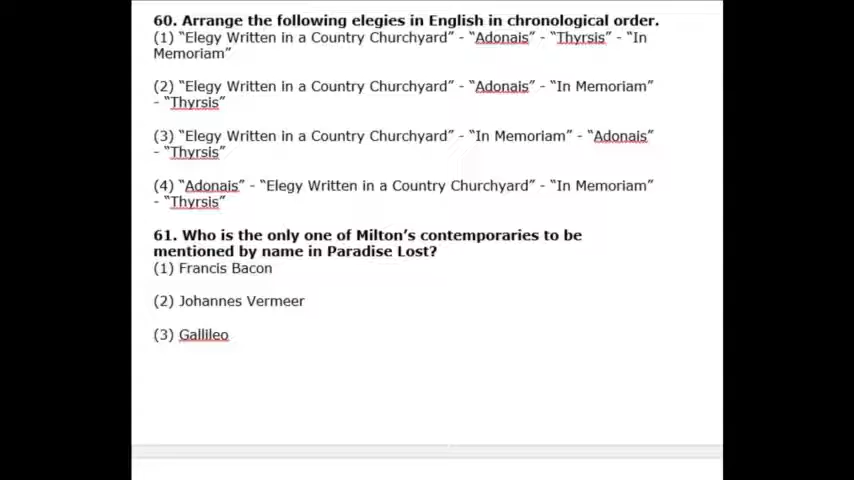 60. Arrange the following elegies in English in chronological order.
(1) “Elegy Written in a Country Churchyard” - “Adonais” - “Thyrsis” - “In
Memoriam”
(2) “Elegy Written in a Country Churchyard” - “Adonais” - “In Memoriam”
- “Thyrsis”
(3) “Elegy Written in a Country Churchyard” - “In Memoriam” - “Adonais”
- “Thyrsis”
(4) “Adonais” - “Elegy Written in a Country Churchyard” - “In Memoriam”
- “Thyrsis”
61. Who is the only one of Milton’s contemporaries to be
mentioned by name in Paradise Lost?
(1) Francis Bacon
(2) Johannes Vermeer
(3) Gallileo